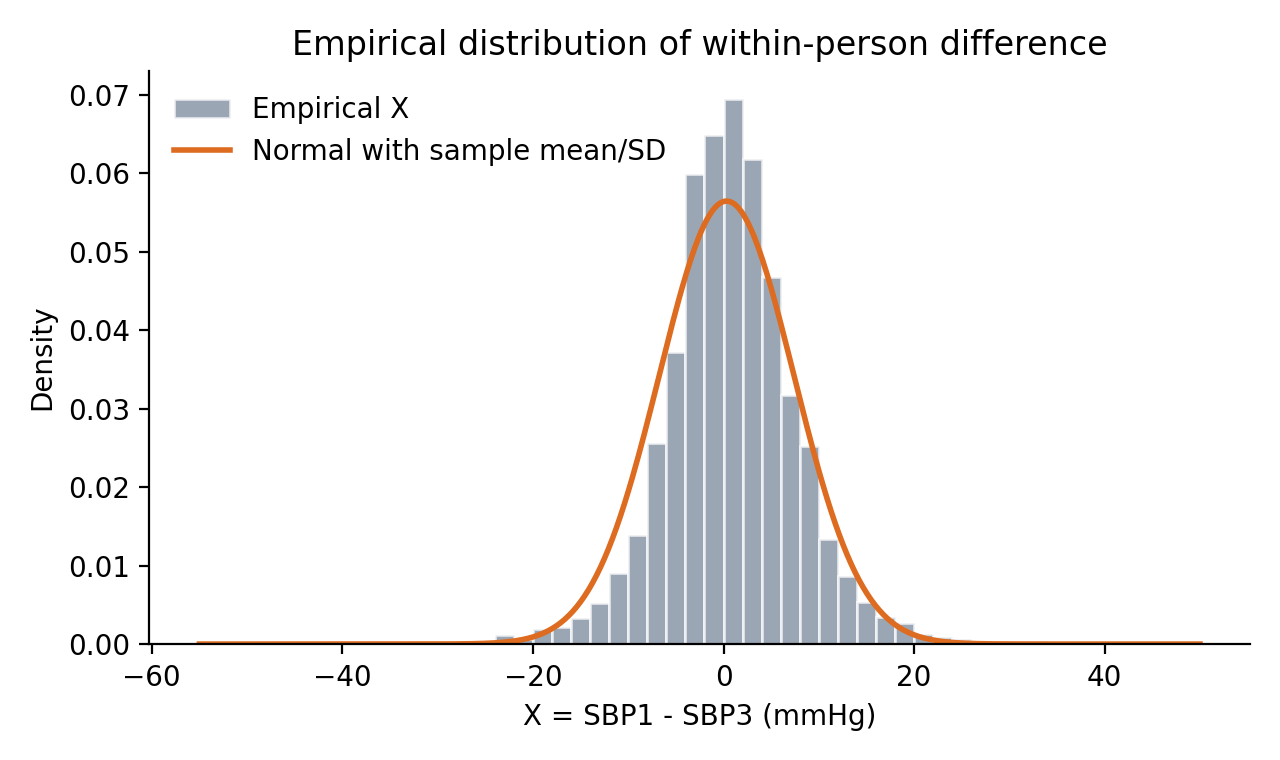 Empirical distribution of within-person difference
Empirical X
Normal with sample mean/SD
Density
0.07
0.06
0.05
0.04
0.03
0.02
0.01
0.00
−60 −40 −20 0 20 40
X = SBP1 - SBP3 (mmHg)